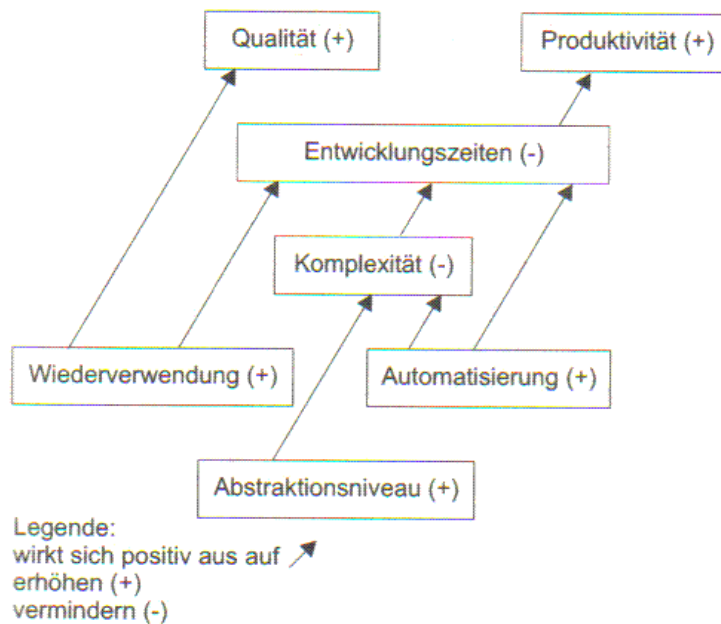 Qualität (+)
Produktivität (+)
Entwicklungszeiten (-)
Komplexität (-)
Wiederverwendung (+)
Automatisierung (+)
Abstraktionsniveau (+)
Legende:
wirkt sich positiv aus auf
erhöhen (+)
vermindern (-)